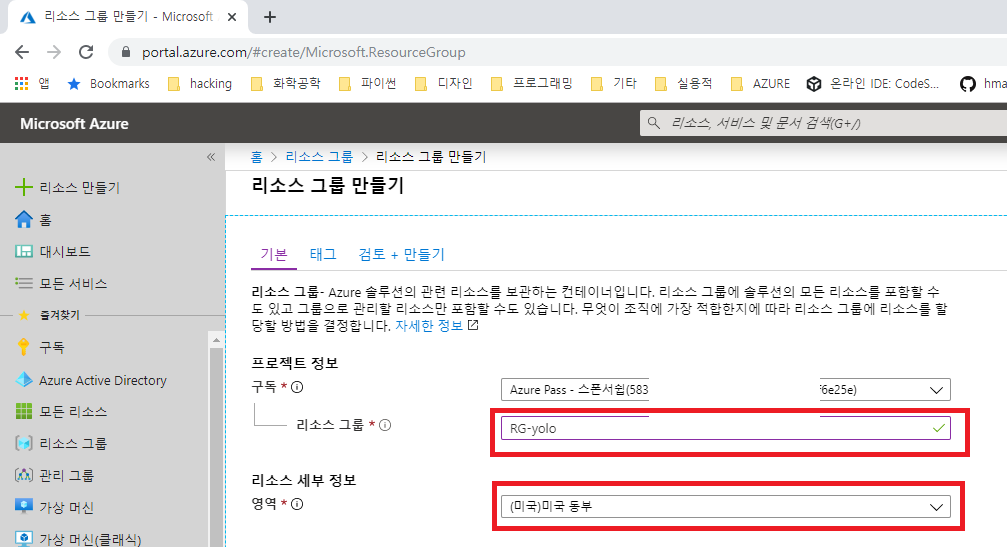 리소스 그룹 만들기 - Microsoft
portal.azure.com/#create/Microsoft.ResourceGroup
앱 Bookmarks hacking 화학공학 파이썬 디자인 프로그래밍 기타 실용적 AZURE 온라인 IDE: CodeS... hma
Microsoft Azure
리소스, 서비스 및 문서 검색(G+/)
홈 > 리소스 그룹 > 리소스 그룹 만들기
리소스 그룹 만들기
리소스 만들기
홈
대시보드
모든 서비스
즐겨찾기
구독
Azure Active Directory
모든 리소스
리소스 그룹
관리 그룹
가상 머신
가상 머신(클래식)
기본 태그 검토 + 만들기
리소스 그룹- Azure 솔루션의 관련 리소스를 보관하는 컨테이너입니다. 리소스 그룹에 솔루션의 모든 리소스를 포함할 수
도 있고 그룹으로 관리할 리소스만 포함할 수도 있습니다. 무엇이 조직에 가장 적합한지에 따라 리소스 그룹에 리소스를 할
당할 방법을 결정합니다. 자세한 정보
프로젝트 정보
구독 * Azure Pass - 스폰서쉽(583 f6e25e)
리소스 그룹 * RG-yolo
리소스 세부 정보
영역 * (미국)미국 동부